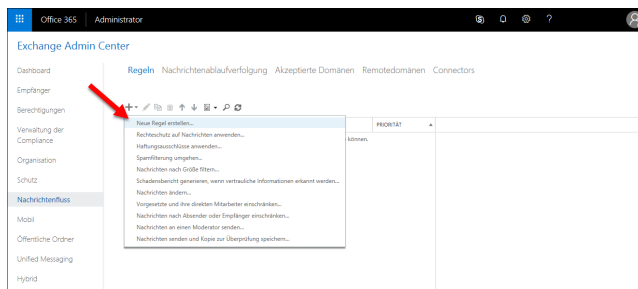 Office 365 Administrator
Exchange Admin Center
Dashboard
Empfänger
Berechtigungen
Verwaltung der
Compliance
Organisation
Schutz
Nachrichtenfluss
Mobil
Öffentliche Ordner
Unified Messaging
Hybrid
Regeln Nachrichtenablaufverfolgung Akzeptierte Domänen Remotedomänen Connectors
Neue Regel erstellen...
Rechteschutz auf Nachrichten anwenden...
Haftungsausschlüsse anwenden...
Spamfilterung umgehen...
Nachrichten nach Größe filtern...
Schadensbericht generieren, wenn vertrauliche Informationen erkannt werden...
Nachrichten ändern...
Vorgesetzte und ihre direkten Mitarbeiter einschränken...
Nachrichten nach Absender oder Empfänger einschränken...
Nachrichten an einen Moderator senden...
Nachrichten senden und Kopie zur Überprüfung speichern...
PRIORITÄT
können.